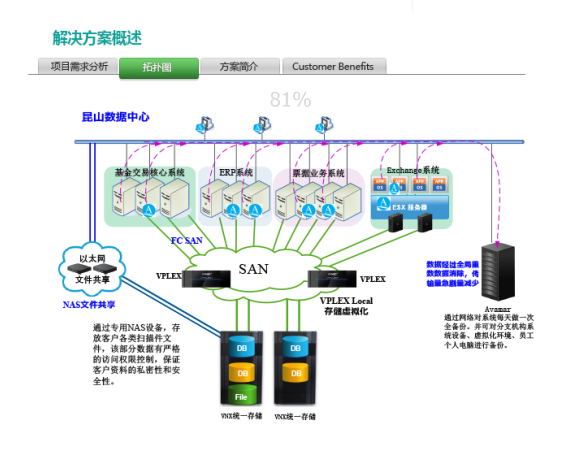 解决方案概述
项目需求分析
拓扑图
方案简介
Customer Benefits
81%
昆山数据中心
A
A
A
基金交易核心系统
ERP系统
票据业务系统
Exchange系统
APP
APP
APP
APP
OS
OS
OS
OS
A
A
A
A
ESX 服务器
FC SAN
以太网
文件共享
NAS文件共享
VPLEX
SAN
VPLEX
VPLEX Local
存储虚拟化
数据经过全局重
数数据消除，传
输量急剧量减少
Avamar
通过网络对系统每天做一次
全备份。并可对分支机构系
统设备、虚拟化环境、员工
个人电脑进行备份。
通过专用NAS设备，存
放客户各类扫描件文
件，该部分数据有严格
的访问权限控制，保证
客户资料的私密性和安
全性。
DB
DB
File
DB
DB
VNX统一存储
VNX统一存储